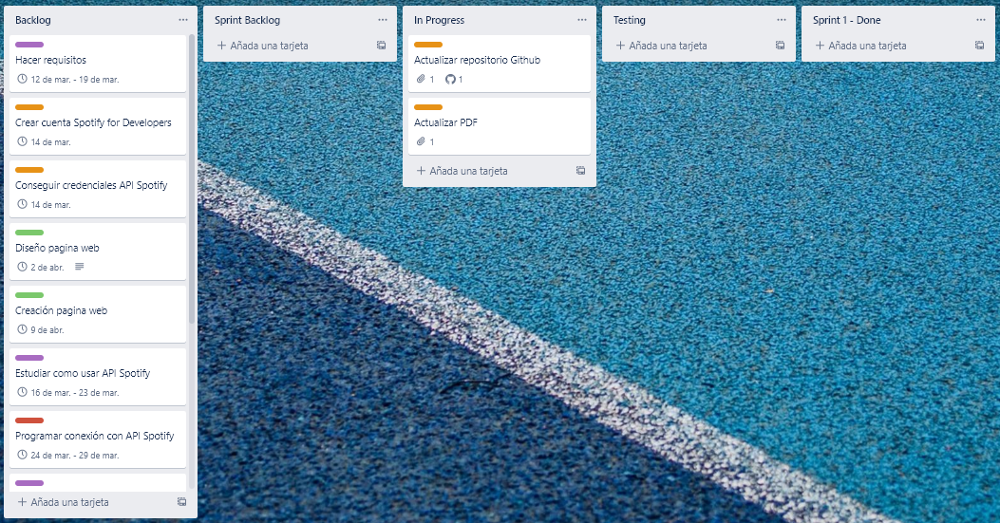 Backlog
Hacer requisitos
12 de mar. - 19 de mar.
Crear cuenta Spotify for Developers
14 de mar.
Conseguir credenciales API Spotify
14 de mar.
Diseño pagina web
2 de abr.
Creación pagina web
9 de abr.
Estudiar como usar API Spotify
16 de mar. - 23 de mar.
Programar conexión con API Spotify
24 de mar. - 29 de mar.
+ Añada una tarjeta
Sprint Backlog
+ Añada una tarjeta
In Progress
Actualizar repositorio Github
1 1
Actualizar PDF
1
+ Añada una tarjeta
Testing
+ Añada una tarjeta
Sprint 1 - Done
+ Añada una tarjeta